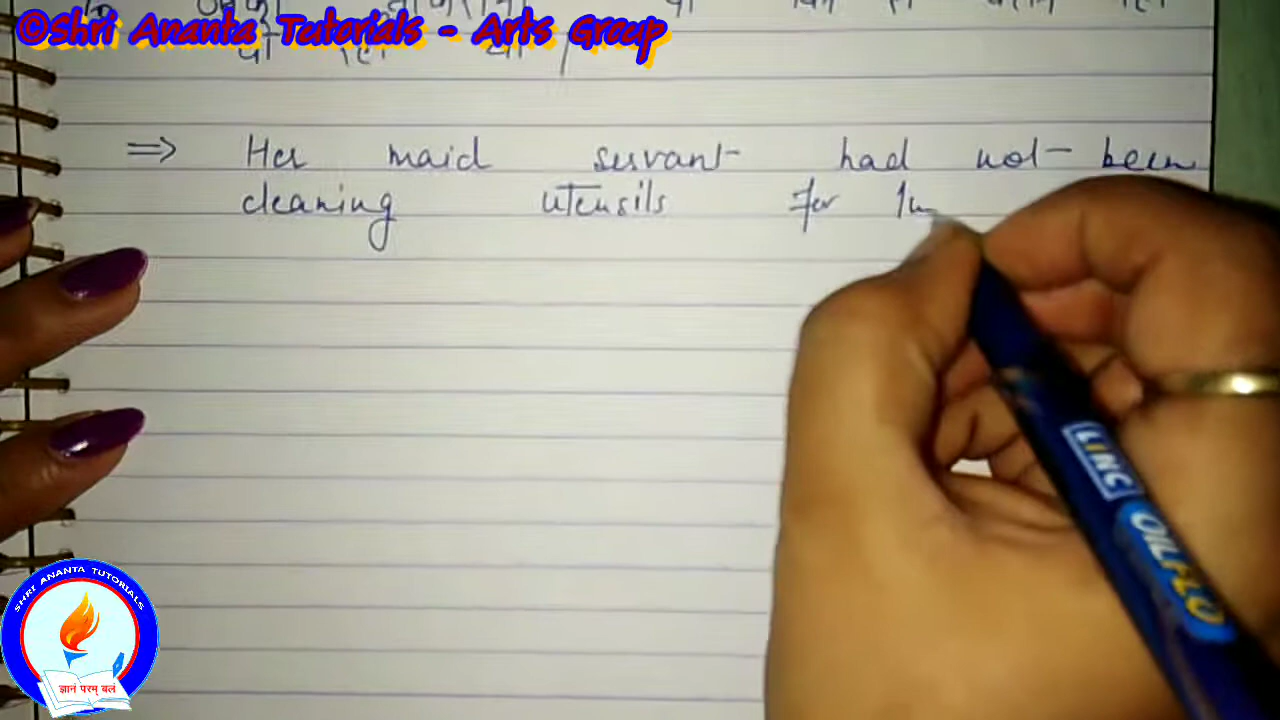 ©Shri Ananta Tutorials - Arts Group
⇒ Her maid servant had not been
cleaning utensils for
LINC
OILFLO
SHRI ANANTA TUTORIALS
ज्ञानं परमं बलं